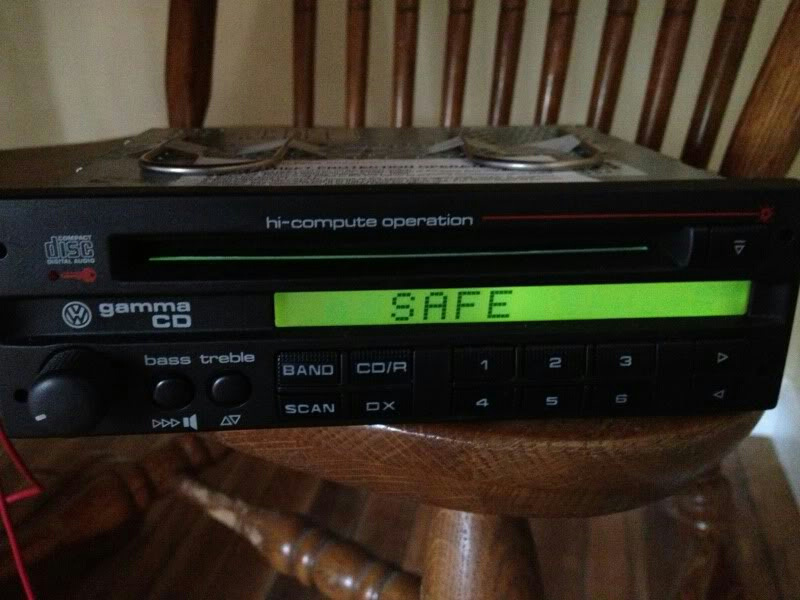 hi-compute operation
COMPACT
disc
DIGITAL AUDIO
VW gamma
CD
SAFE
bass treble
BAND CD/R 1 2 3
SCAN DX 4 5 6